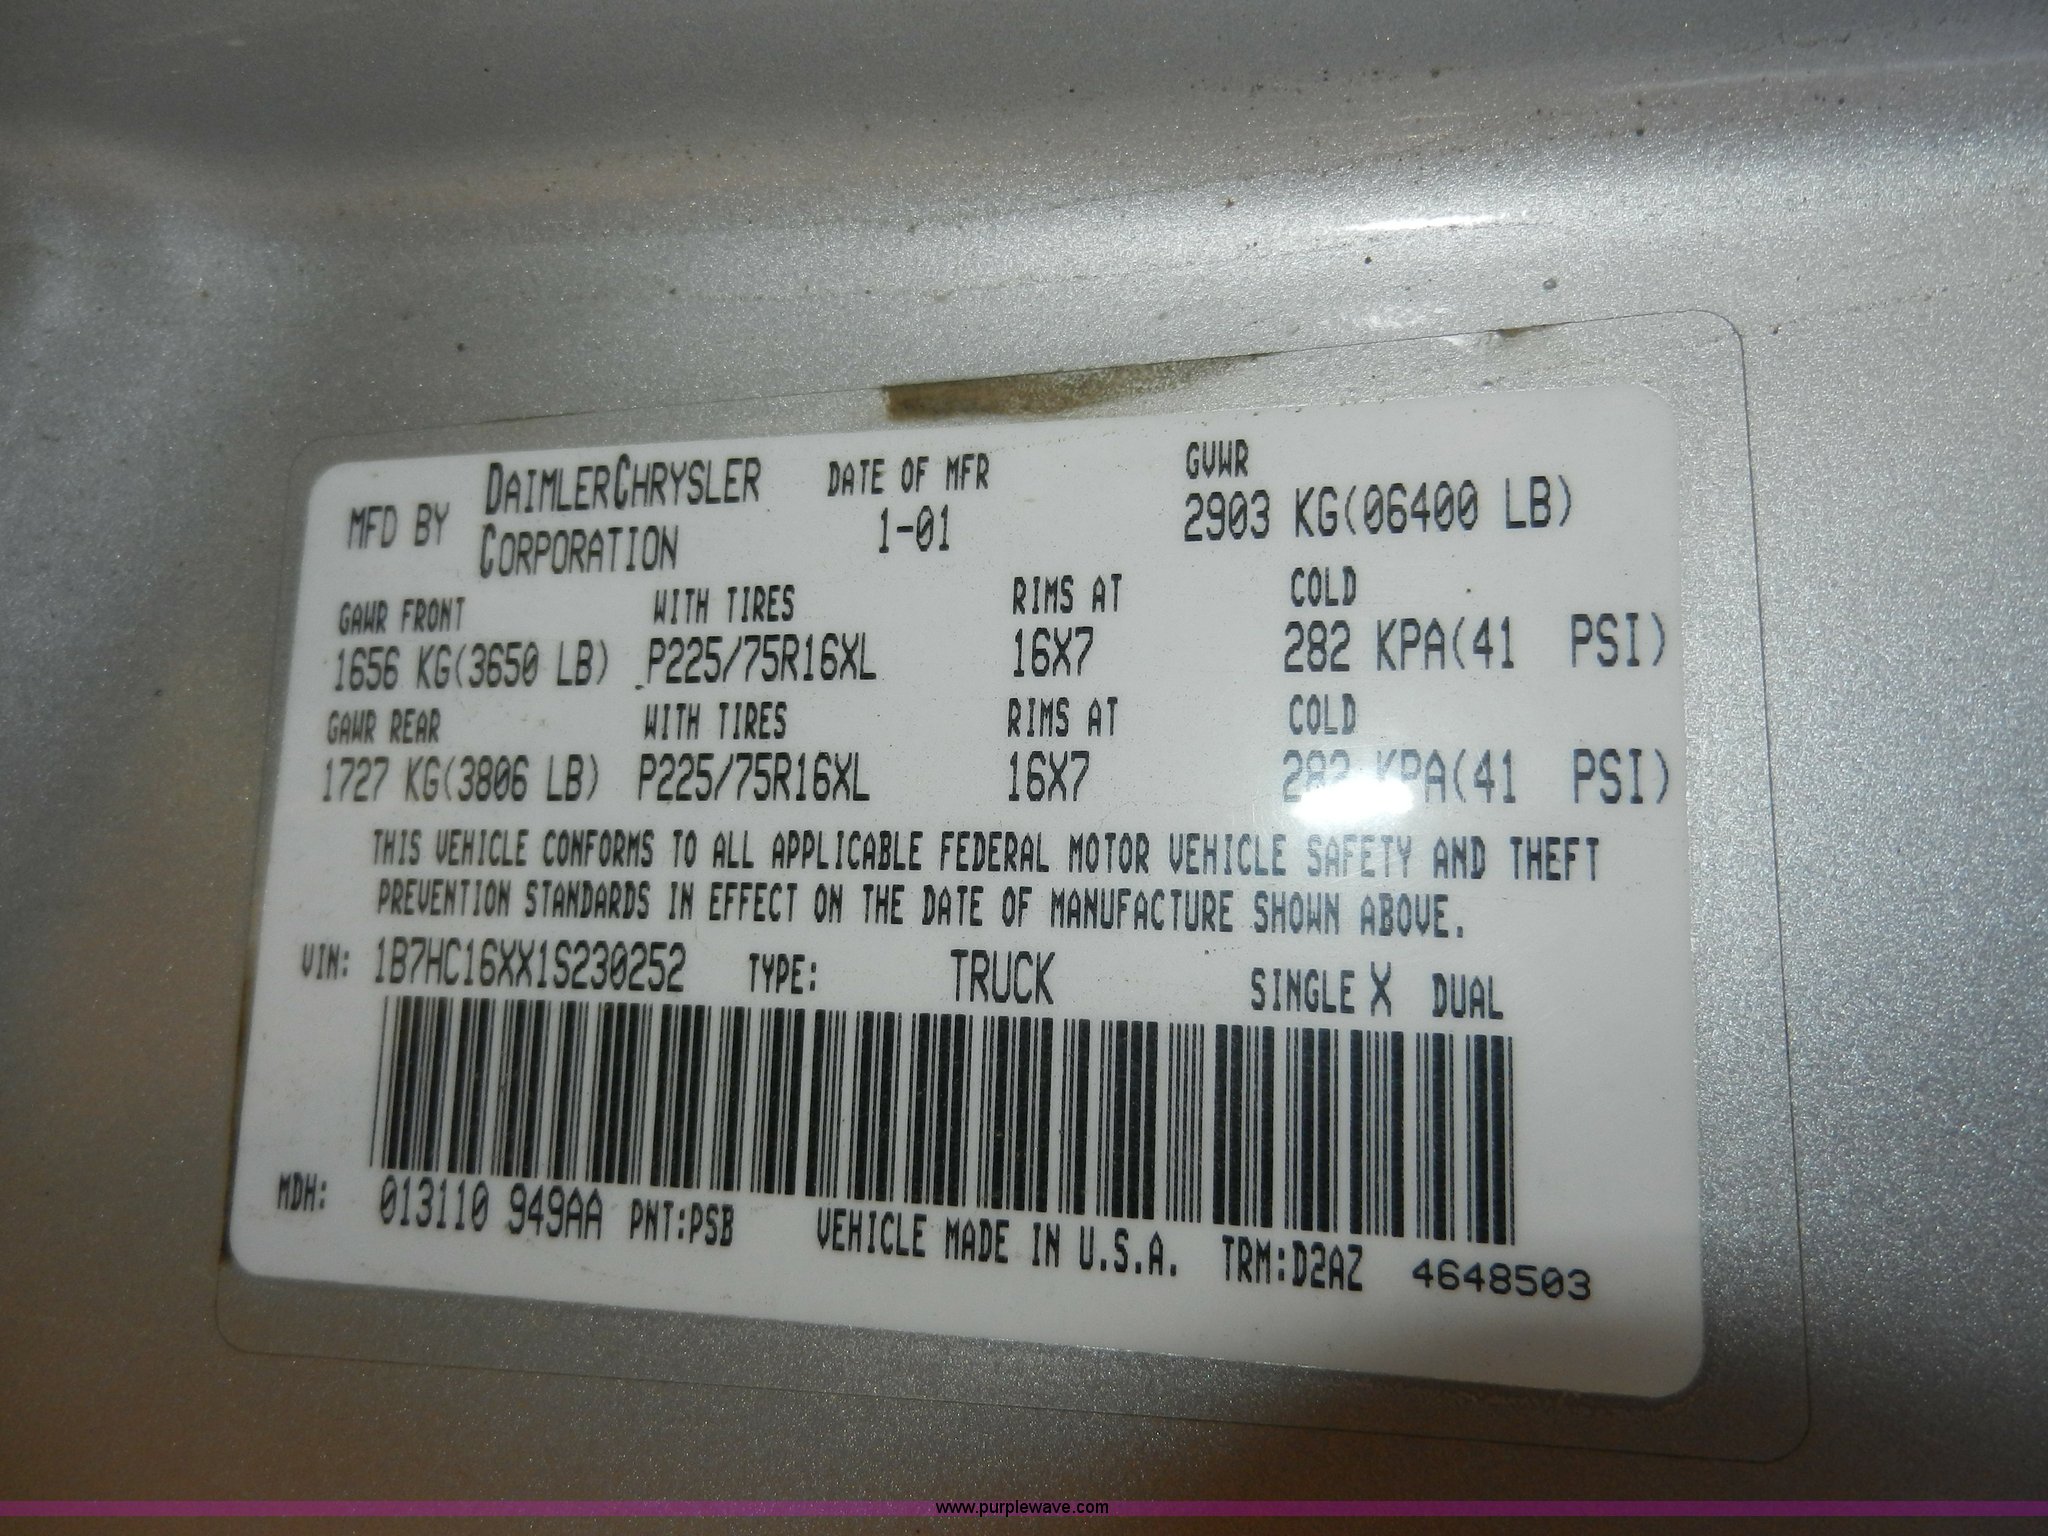 MFD BY DAIMLERCHRYSLER CORPORATION DATE OF MFR 1-01 GVWR 2903 KG(06400 LB)
GAWR FRONT WITH TIRES RIMS AT COLD
1656 KG(3650 LB) P225/75R16XL 16X7 282 KPA(41 PSI)
GAWR REAR WITH TIRES RIMS AT COLD
1727 KG(3806 LB) P225/75R16XL 16X7 282 KPA(41 PSI)
THIS VEHICLE CONFORMS TO ALL APPLICABLE FEDERAL MOTOR VEHICLE SAFETY AND THEFT
PREVENTION STANDARDS IN EFFECT ON THE DATE OF MANUFACTURE SHOWN ABOVE.
VIN: 1B7HC16XX1S230252 TYPE: TRUCK SINGLE X DUAL
MDH: 013110 949AA PNT:PSB VEHICLE MADE IN U.S.A. TRM:D2AZ 4648503
www.purplewave.com